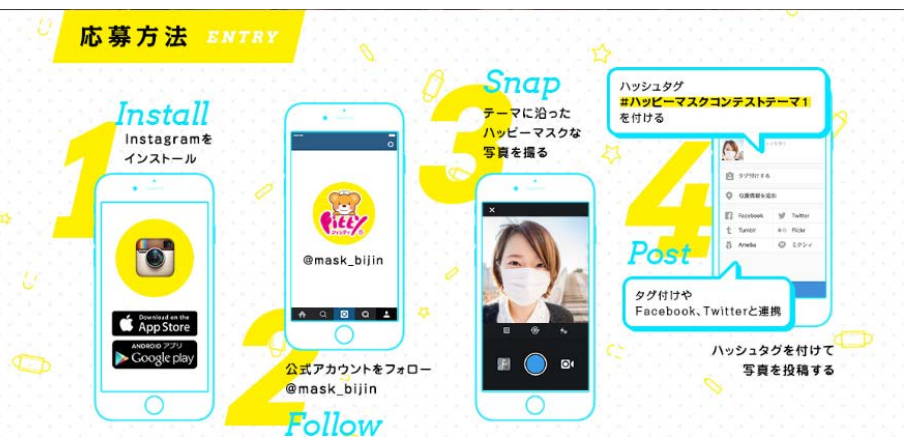 応募方法 ENTRY
1
Install
Instagramを
インストール
Download on the
App Store
ANDROID アプリ
Google play
2
Fitty
フィッティ
@mask_bijin
公式アカウントをフォロー
@mask_bijin
Follow
3
Snap
テーマに沿った
ハッピーマスクな
写真を撮る
4
ハッシュタグ
#ハッピーマスクコンテストテーマ1
を付ける
タグ付けする
位置情報を追加
Facebook Twitter
Tumblr Flickr
Ameba ミクシィ
Post
タグ付けや
Facebook、Twitterと連携
ハッシュタグを付けて
写真を投稿する